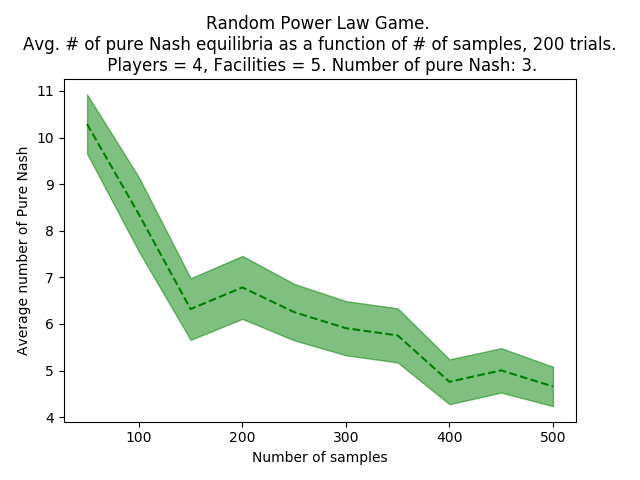 Random Power Law Game.
Avg. # of pure Nash equilibria as a function of # of samples, 200 trials.
Players = 4, Facilities = 5. Number of pure Nash: 3.
11
10
9
8
7
6
5
4
Average number of Pure Nash
100 200 300 400 500
Number of samples